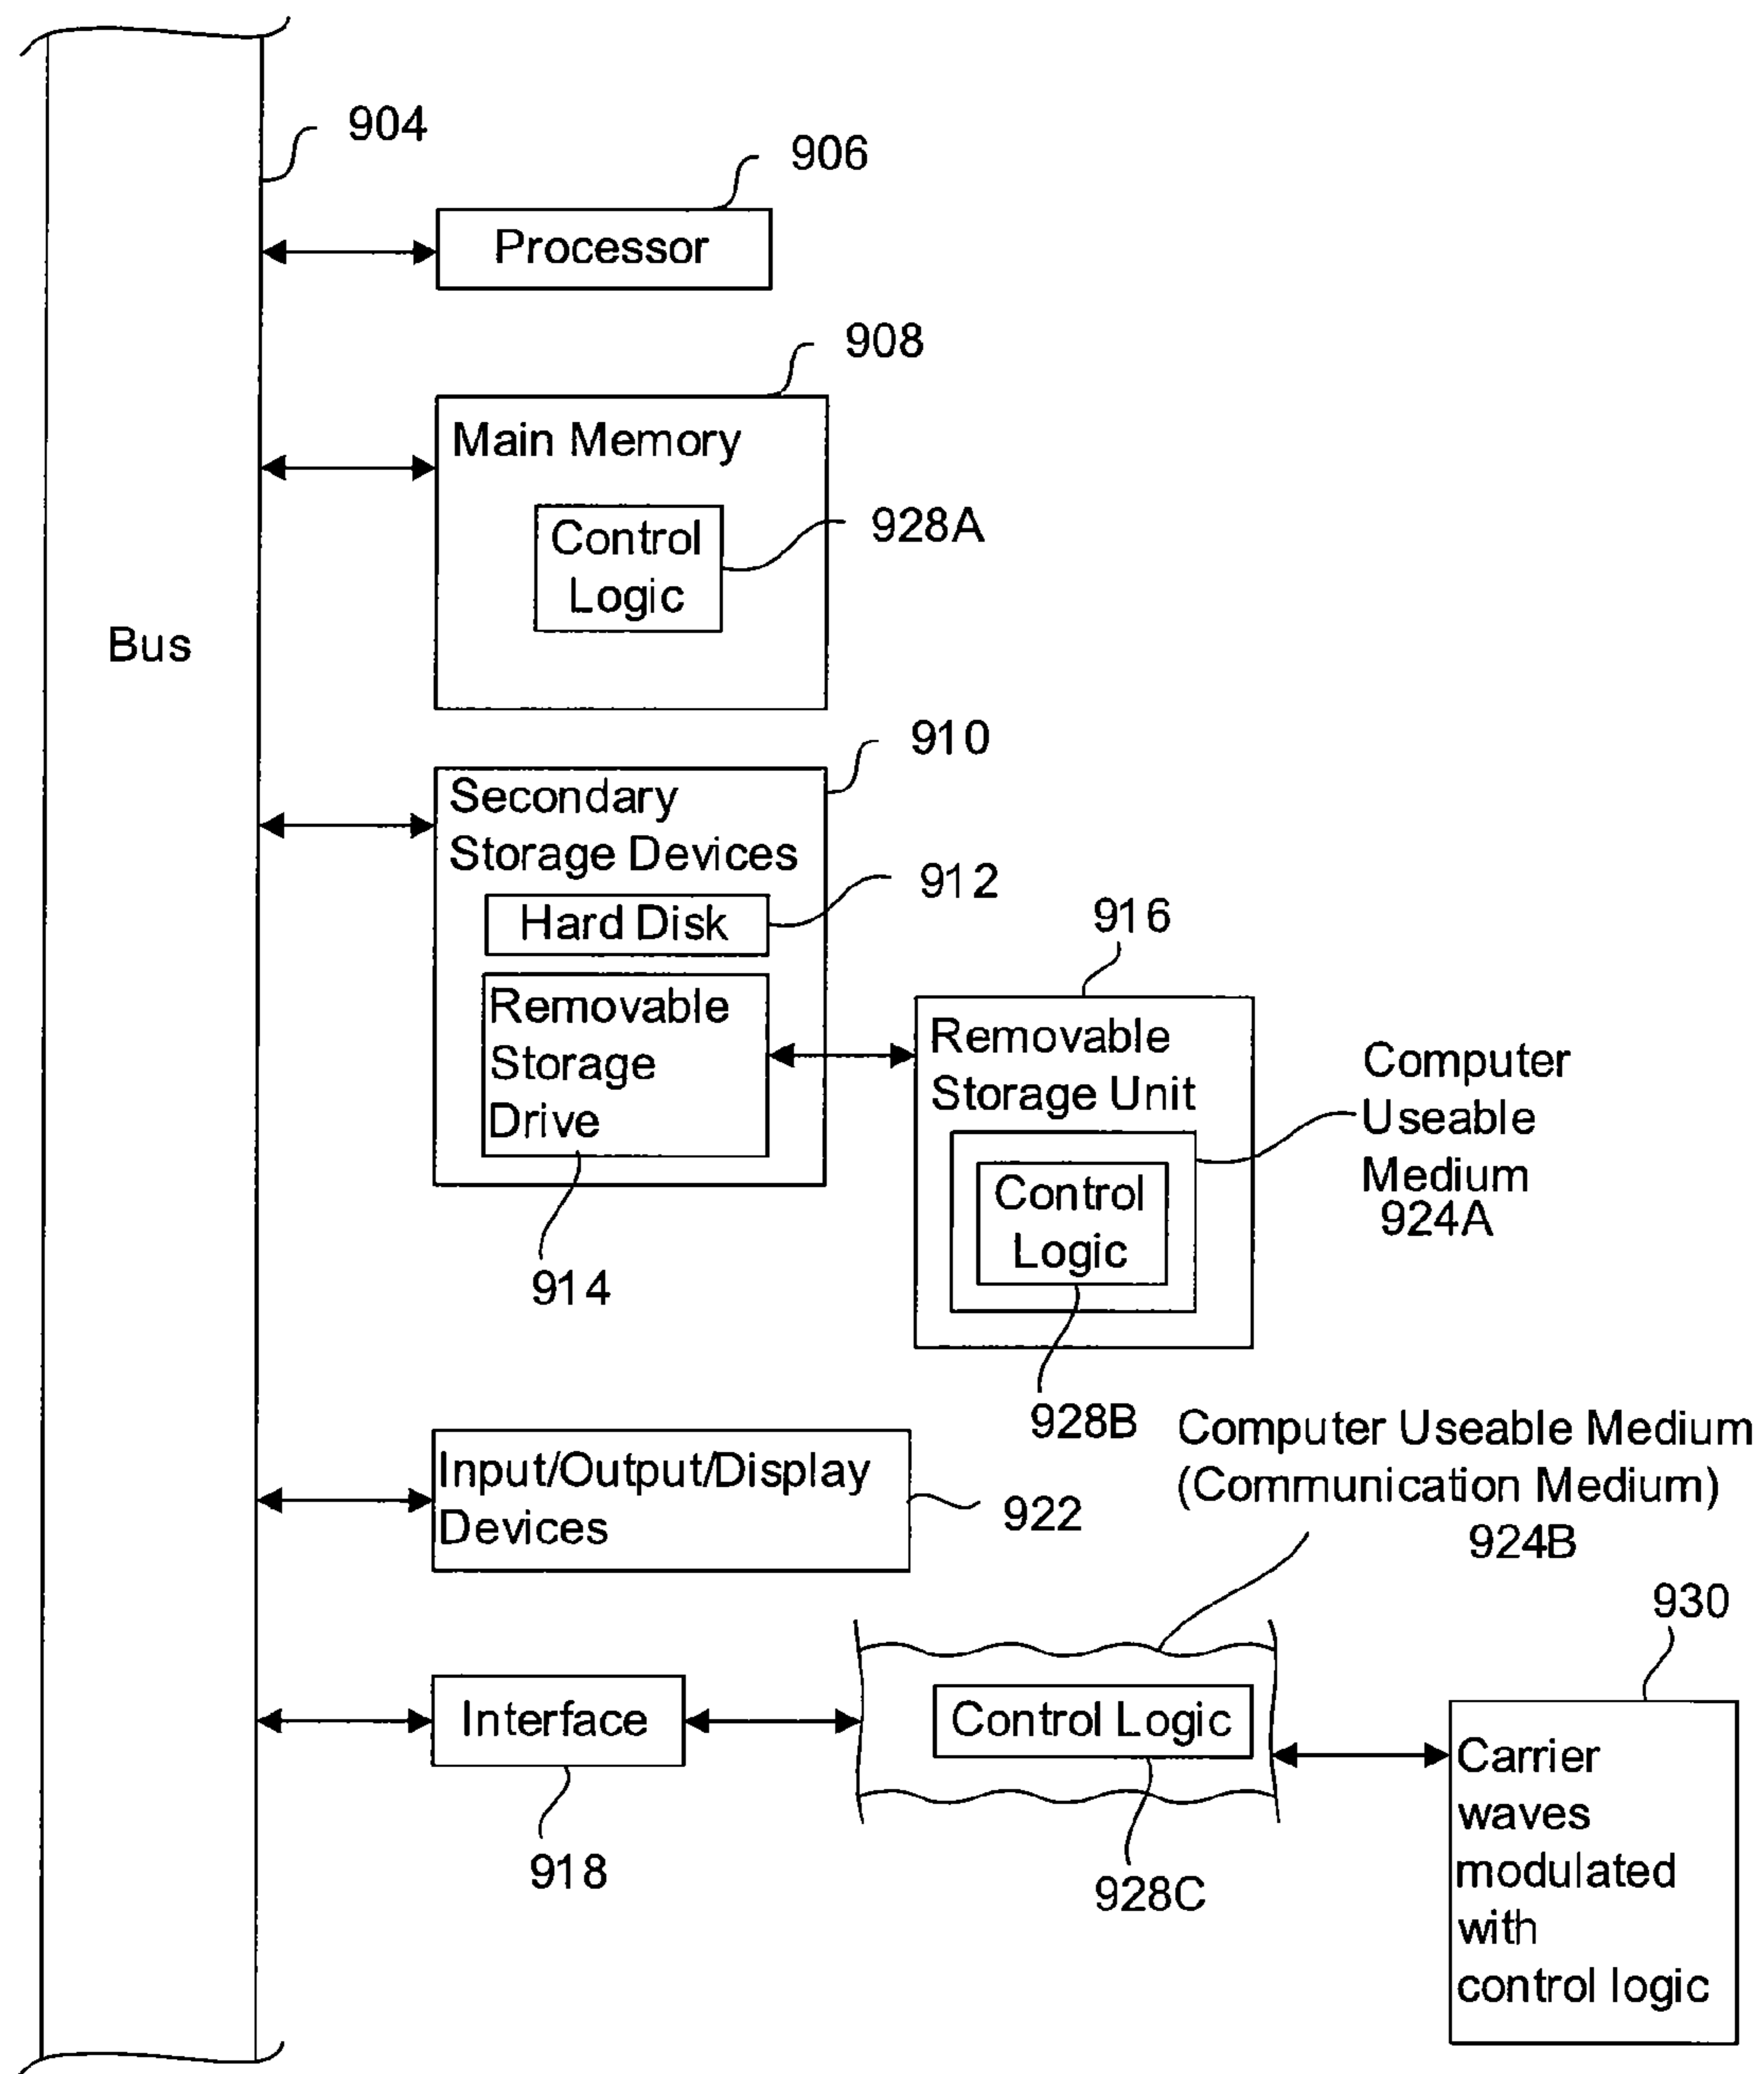 904
906
Processor
908
Main Memory
928A
Control
Logic
Bus
910
Secondary
Storage Devices
912
Hard Disk
916
Removable
Storage
Drive
914
Removable
Storage Unit
Computer
Useable
Medium
924A
Control
Logic
928B
Input/Output/Display
Devices
922
Computer Useable Medium
(Communication Medium)
924B
930
Interface
918
Control Logic
928C
Carrier
waves
modulated
with
control logic